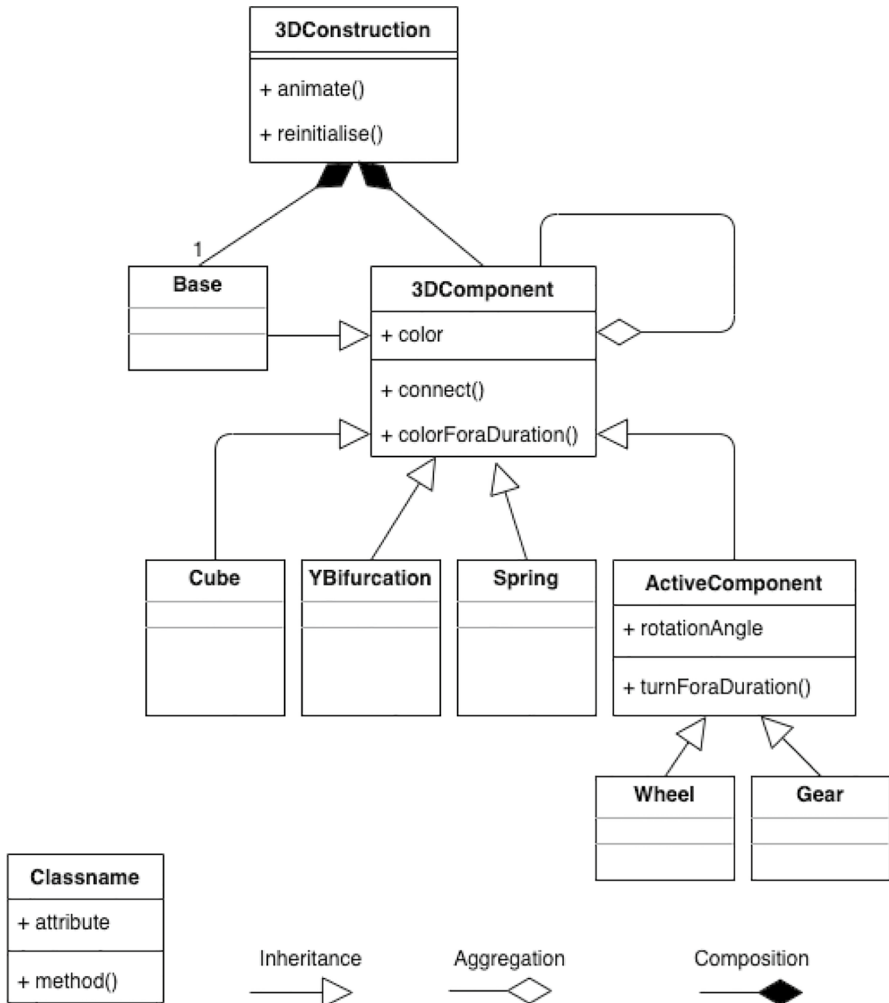 3DConstruction
+ animate()
+ reinitialise()
1
Base
3DComponent
+ color
+ connect()
+ colorForaDuration()
Cube
YBifurcation
Spring
ActiveComponent
+ rotationAngle
+ turnForaDuration()
Wheel
Gear
Classname
+ attribute
+ method()
Inheritance
Aggregation
Composition